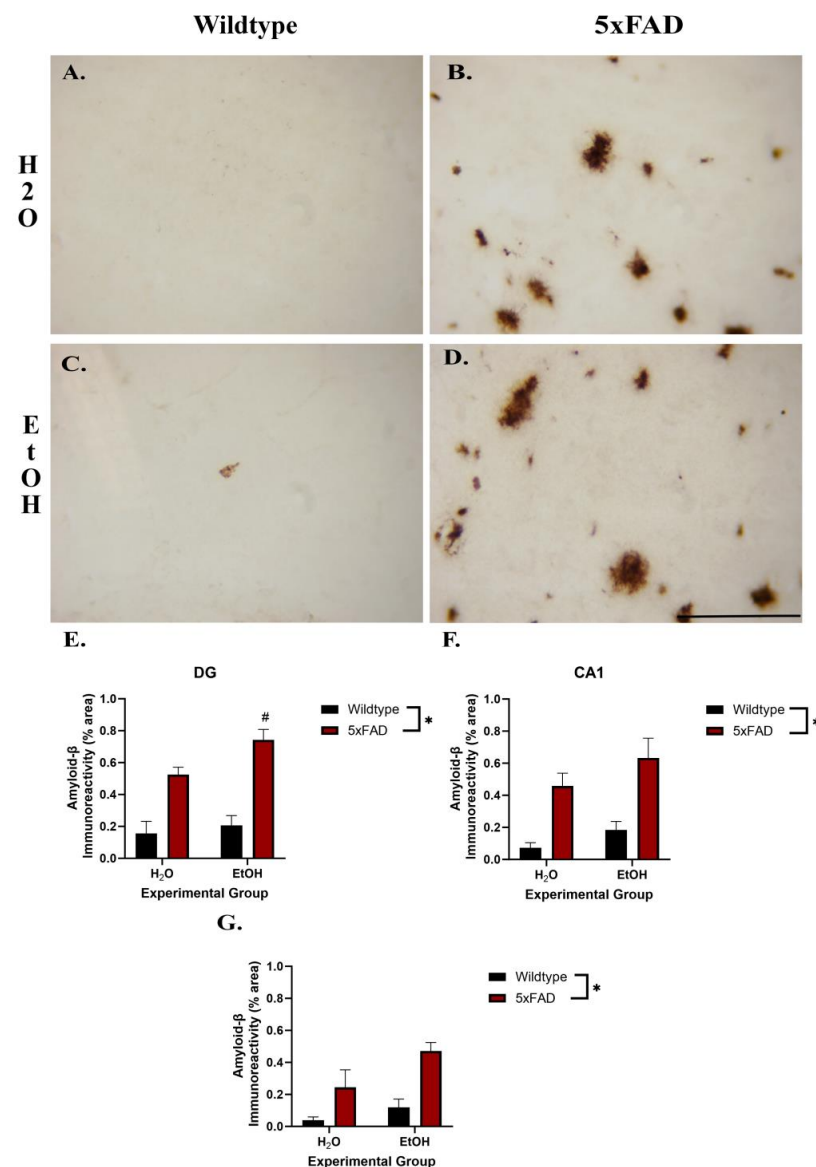 Wildtype 5xFAD
A. B.
H
2
O
C. D.
E
t
O
H
E. F.
DG CA1
Amyloid-β
Immunoreactivity (% area)
1.0
0.8
0.6
0.4
0.2
0.0
#
Wildtype
5xFAD
*
H₂O EtOH
Experimental Group
Amyloid-β
Immunoreactivity (% area)
1.0
0.8
0.6
0.4
0.2
0.0
Wildtype
5xFAD
*
H₂O EtOH
Experimental Group
G.
Amyloid-β
Immunoreactivity (% area)
1.0
0.8
0.6
0.4
0.2
0.0
Wildtype
5xFAD
*
H₂O EtOH
Experimental Group